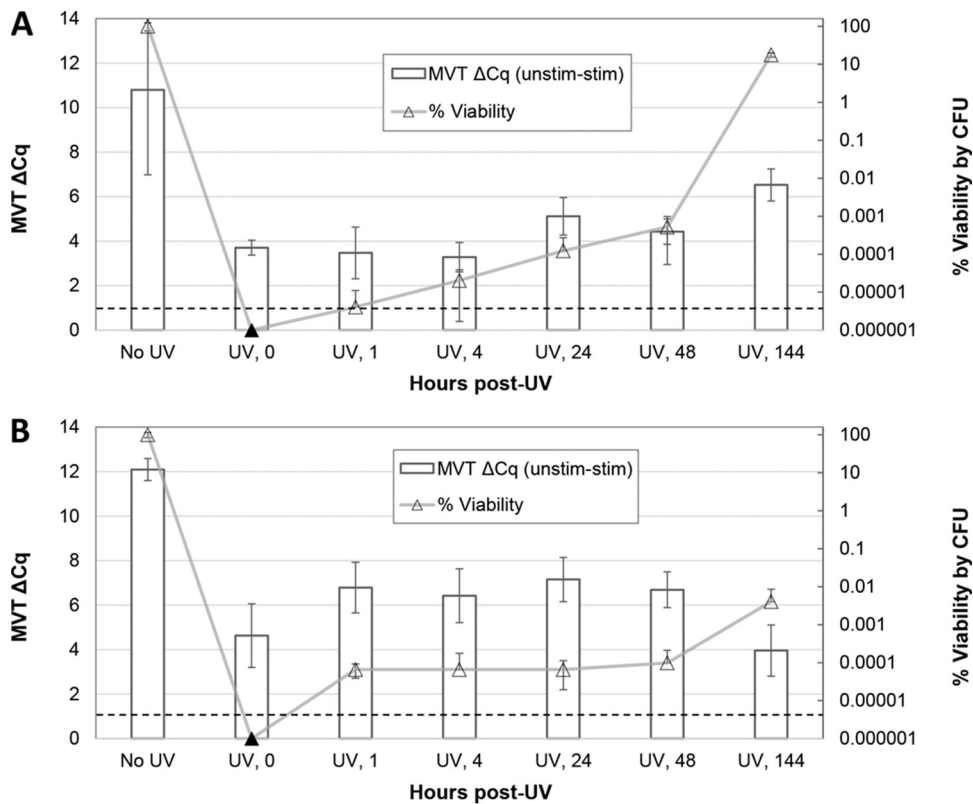 A
MVT ΔCq
14
12
10
8
6
4
2
0
MVT ΔCq (unstim-stim)
% Viability
100
10
1
0.1
0.01
0.001
0.0001
0.00001
0.000001
% Viability by CFU
No UV UV, 0 UV, 1 UV, 4 UV, 24 UV, 48 UV, 144
Hours post-UV
B
MVT ΔCq
14
12
10
8
6
4
2
0
MVT ΔCq (unstim-stim)
% Viability
100
10
1
0.1
0.01
0.001
0.0001
0.00001
0.000001
% Viability by CFU
No UV UV, 0 UV, 1 UV, 4 UV, 24 UV, 48 UV, 144
Hours post-UV